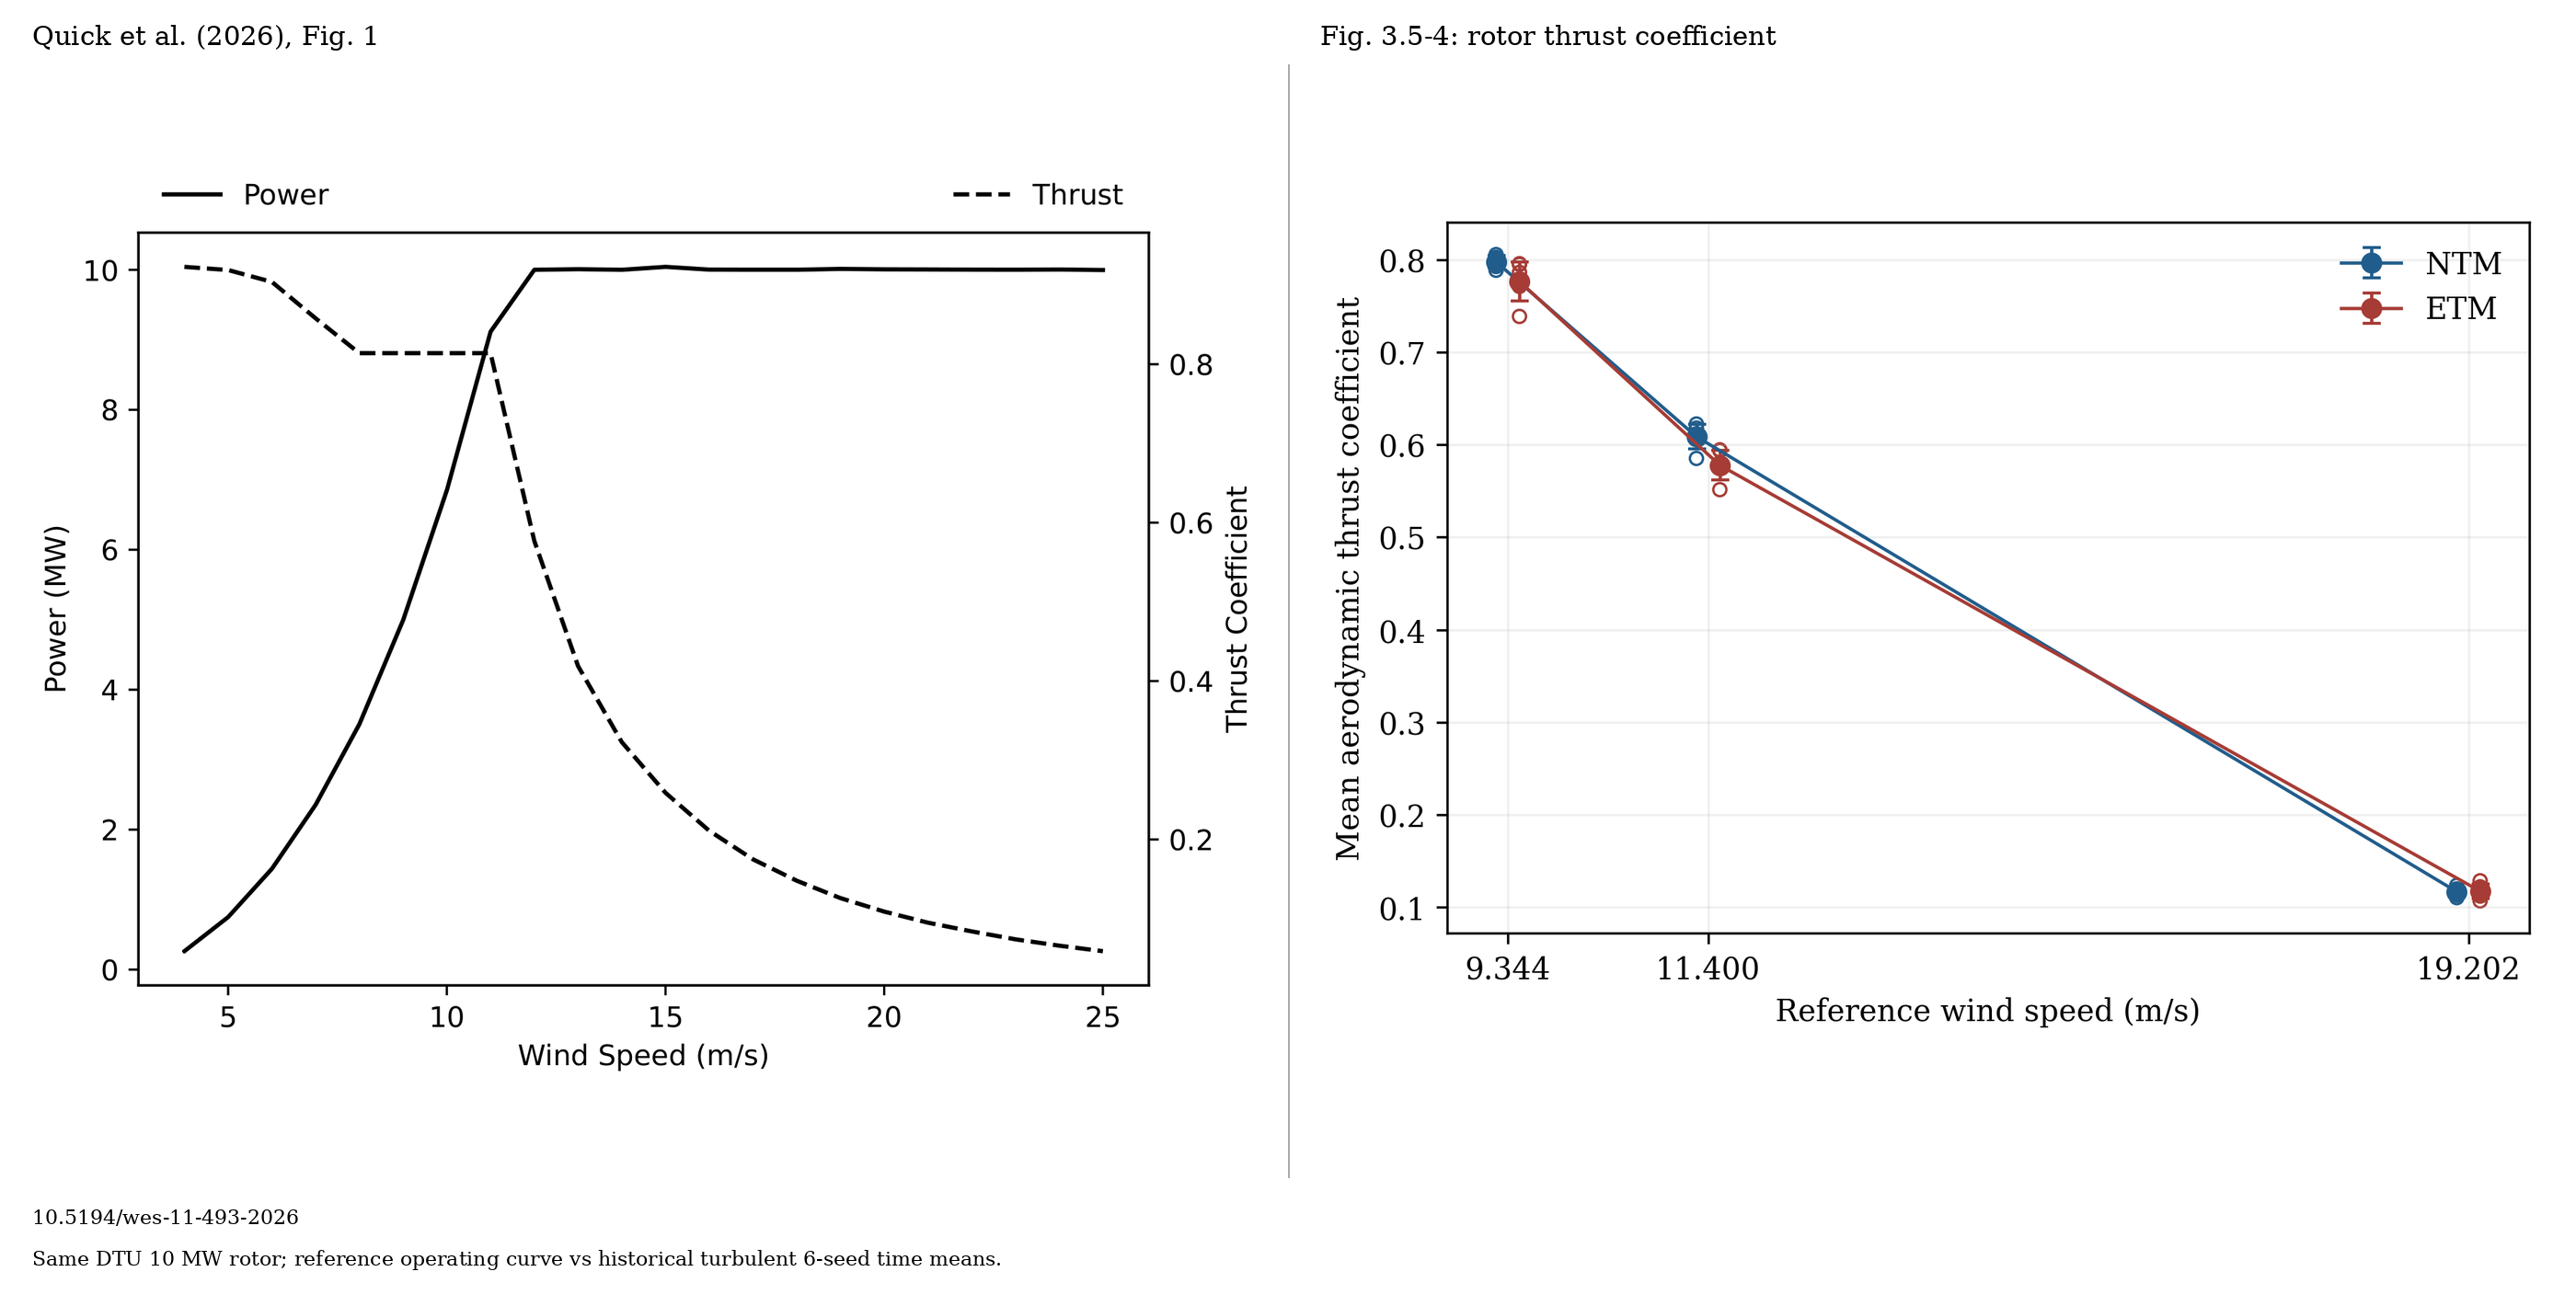 Quick et al. (2026), Fig. 1
Power
Thrust
10
8
6
4
2
0
Power (MW)
0.8
0.6
0.4
0.2
Thrust Coefficient
5
10
15
20
25
Wind Speed (m/s)
Fig. 3.5-4: rotor thrust coefficient
NTM
ETM
0.8
0.7
0.6
0.5
0.4
0.3
0.2
0.1
Mean aerodynamic thrust coefficient
9.344
11.400
19.202
Reference wind speed (m/s)
10.5194/wes-11-493-2026
Same DTU 10 MW rotor; reference operating curve vs historical turbulent 6-seed time means.